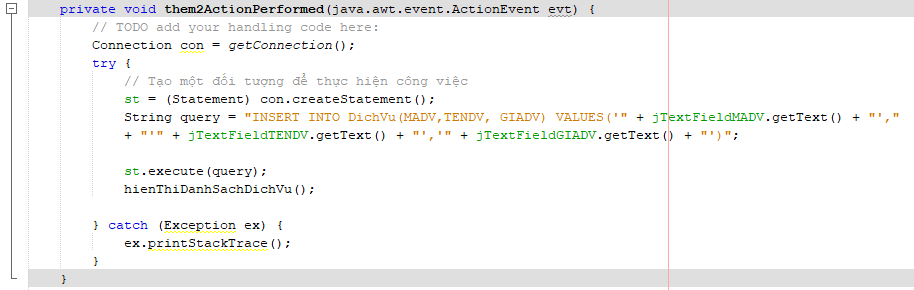 private void them2ActionPerformed(java.awt.event.ActionEvent evt) {
// TODO add your handling code here:
Connection con = getConnection();
try {
// Tạo một đối tượng để thực hiện công việc
st = (Statement) con.createStatement();
String query = "INSERT INTO DichVu(MADV,TENDV, GIADV) VALUES('" + jTextFieldMADV.getText() + "',"
+ "'" + jTextFieldTENDV.getText() + "','" + jTextFieldGIADV.getText() + "')";
st.execute(query);
hienThiDanhSachDichVu();
} catch (Exception ex) {
ex.printStackTrace();
}
}